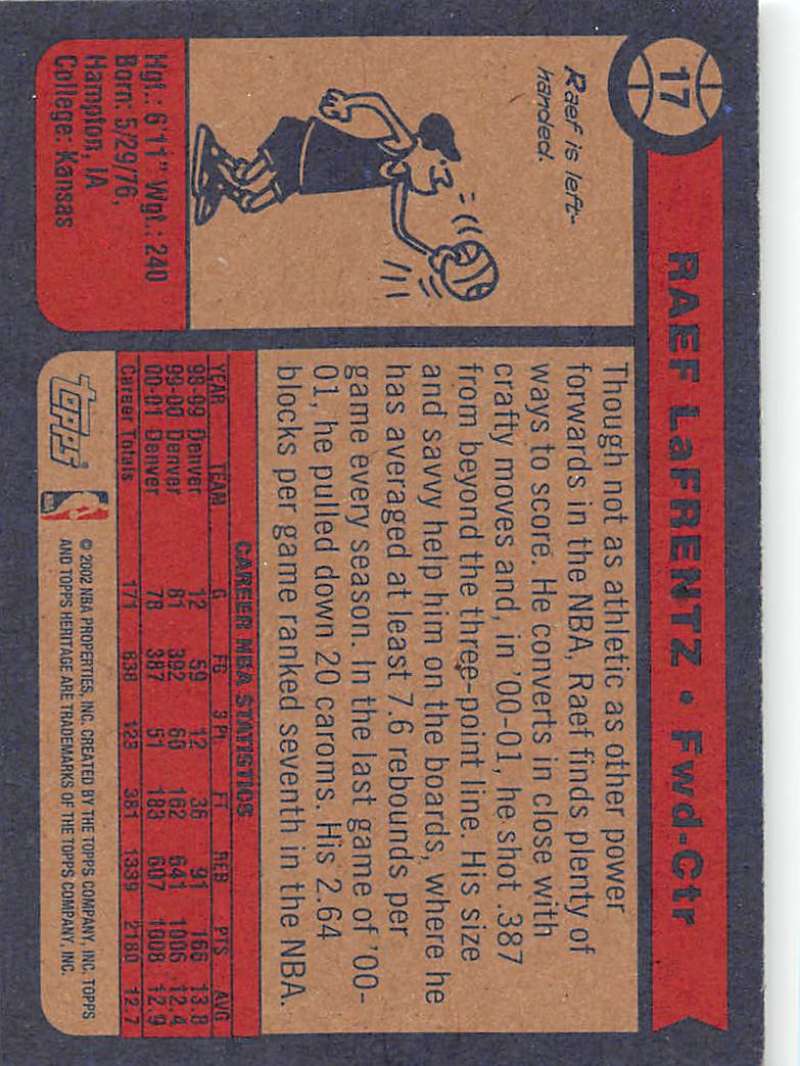 17
RAEF LaFRENTZ • Fwd-Ctr
Raef is left-
handed.
Hgt.: 6'11" Wgt.: 240
Born: 5/29/76,
Hampton, IA
College: Kansas
Though not as athletic as other power
forwards in the NBA, Raef finds plenty of
ways to score. He converts in close with
crafty moves and, in '00-01, he shot .387
from beyond the three-point line. His size
and savvy help him on the boards, where he
has averaged at least 7.6 rebounds per
game every season. In the last game of '00-
01, he pulled down 20 caroms. His 2.64
blocks per game ranked seventh in the NBA.
CAREER NBA STATISTICS
YEAR TEAM G FG 3Pt. FT REB PTS AVG
98-99 Denver 12 59 12 36 91 166 13.8
99-00 Denver 81 392 60 162 641 1006 12.4
00-01 Denver 78 387 51 183 607 1008 12.9
Career Totals 171 838 123 381 1339 2180 12.7
topps®
© 2002 NBA PROPERTIES, INC. CREATED BY THE TOPPS COMPANY, INC. TOPPS
AND TOPPS HERITAGE ARE TRADEMARKS OF THE TOPPS COMPANY, INC.